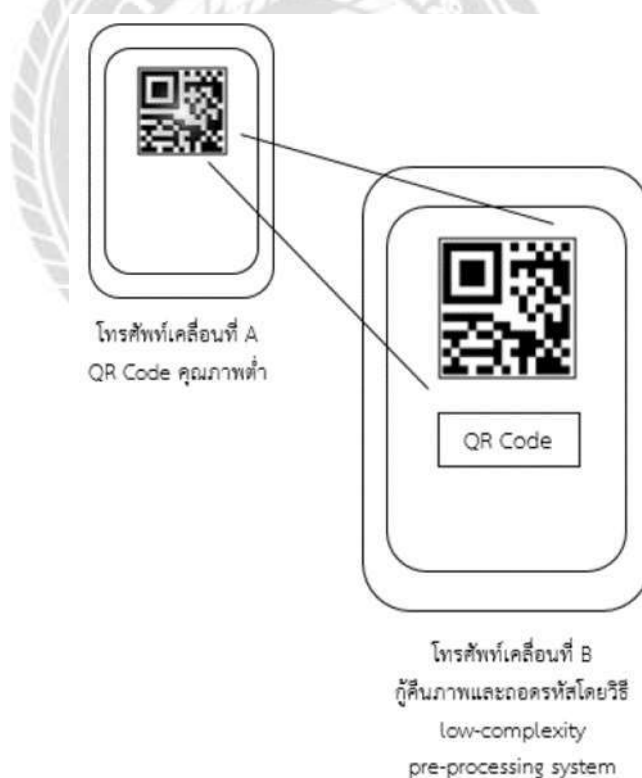 โทรศัพท์เคลื่อนที่ A
QR Code คุณภาพต่ำ
QR Code
โทรศัพท์เคลื่อนที่ B
กู้คืนภาพและถอดรหัสโดยวิธี
low-complexity
pre-processing system